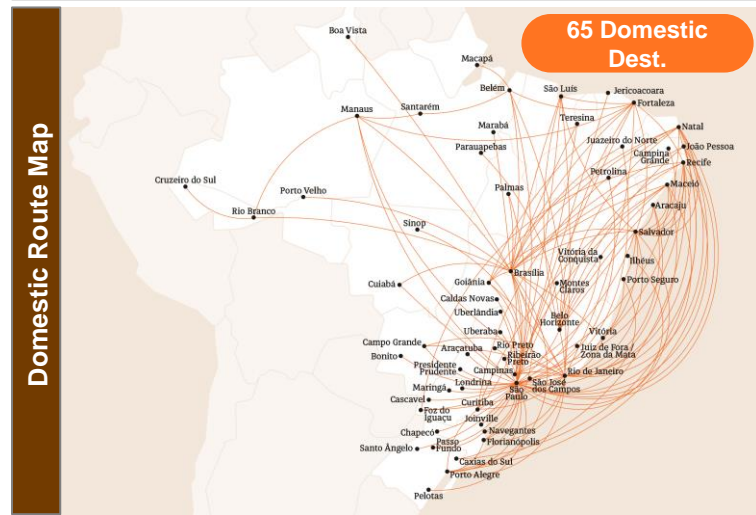 Domestic Route Map
65 Domestic
Dest.
Boa Vista
Macapá
Belém
São Luís
Jericoacoara
Fortaleza
Manaus
Santarém
Teresina
Natal
Marabá
Parauapebas
Juazeiro do Norte
Campina
Grande
João Pessoa
Recife
Cruzeiro do Sul
Porto Velho
Palmas
Petrolina
Maceió
Rio Branco
Aracaju
Sinop
Salvador
Vitória da
Conquista
Ilhéus
Brasília
Cuiabá
Goiânia
Montes
Claros
Porto Seguro
Caldas Novas
Uberlândia
Belo
Horizonte
Uberaba
Vitória
Campo Grande
Araçatuba
Rio Preto
Ribeirão
Preto
Juiz de Fora /
Zona da Mata
Bonito
Presidente
Prudente
Campinas
Rio de Janeiro
Maringá
Londrina
São
Paulo
São José
dos Campos
Cascavel
Curitiba
Foz do
Iguaçu
Joinville
Chapecó
Navegantes
Santo Ângelo
Passo
Fundo
Florianópolis
Caxias do Sul
Porto Alegre
Pelotas